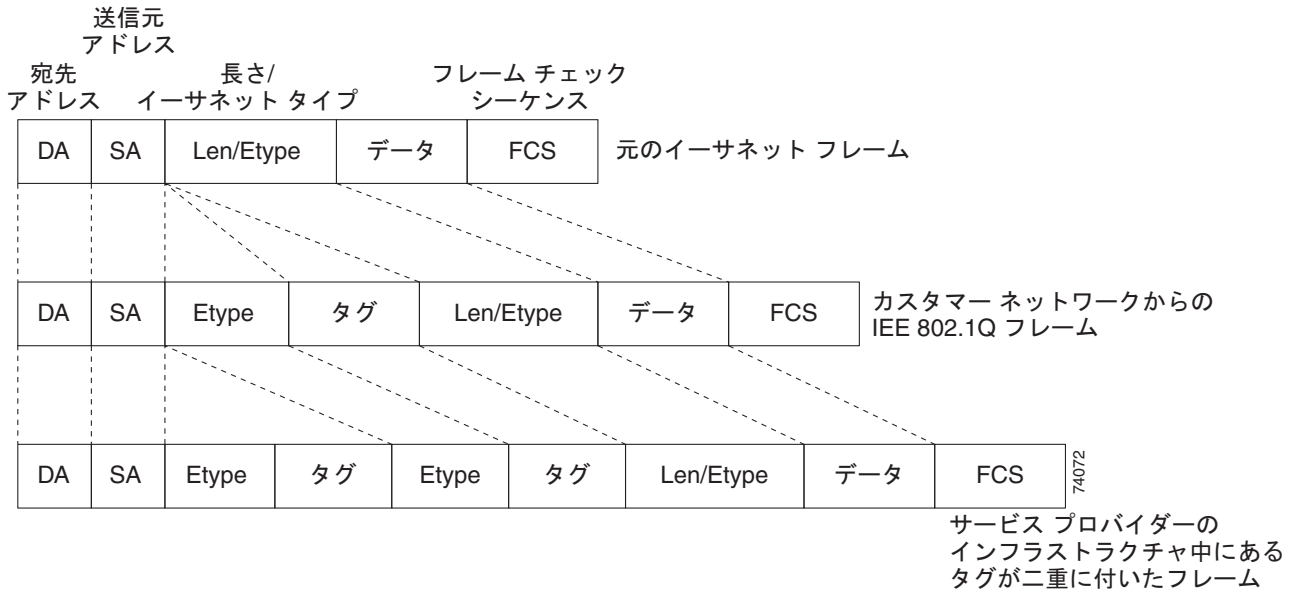 送信元
アドレス
宛先
アドレス
長さ/
イーサネット タイプ
フレーム チェック
シーケンス
DA SA Len/Etype データ FCS 元のイーサネット フレーム
DA SA Etype タグ Len/Etype データ FCS
カスタマー ネットワークからの
IEE 802.1Q フレーム
DA SA Etype タグ Etype タグ Len/Etype データ FCS
74072
サービス プロバイダーの
インフラストラクチャ中にある
タグが二重に付いたフレーム